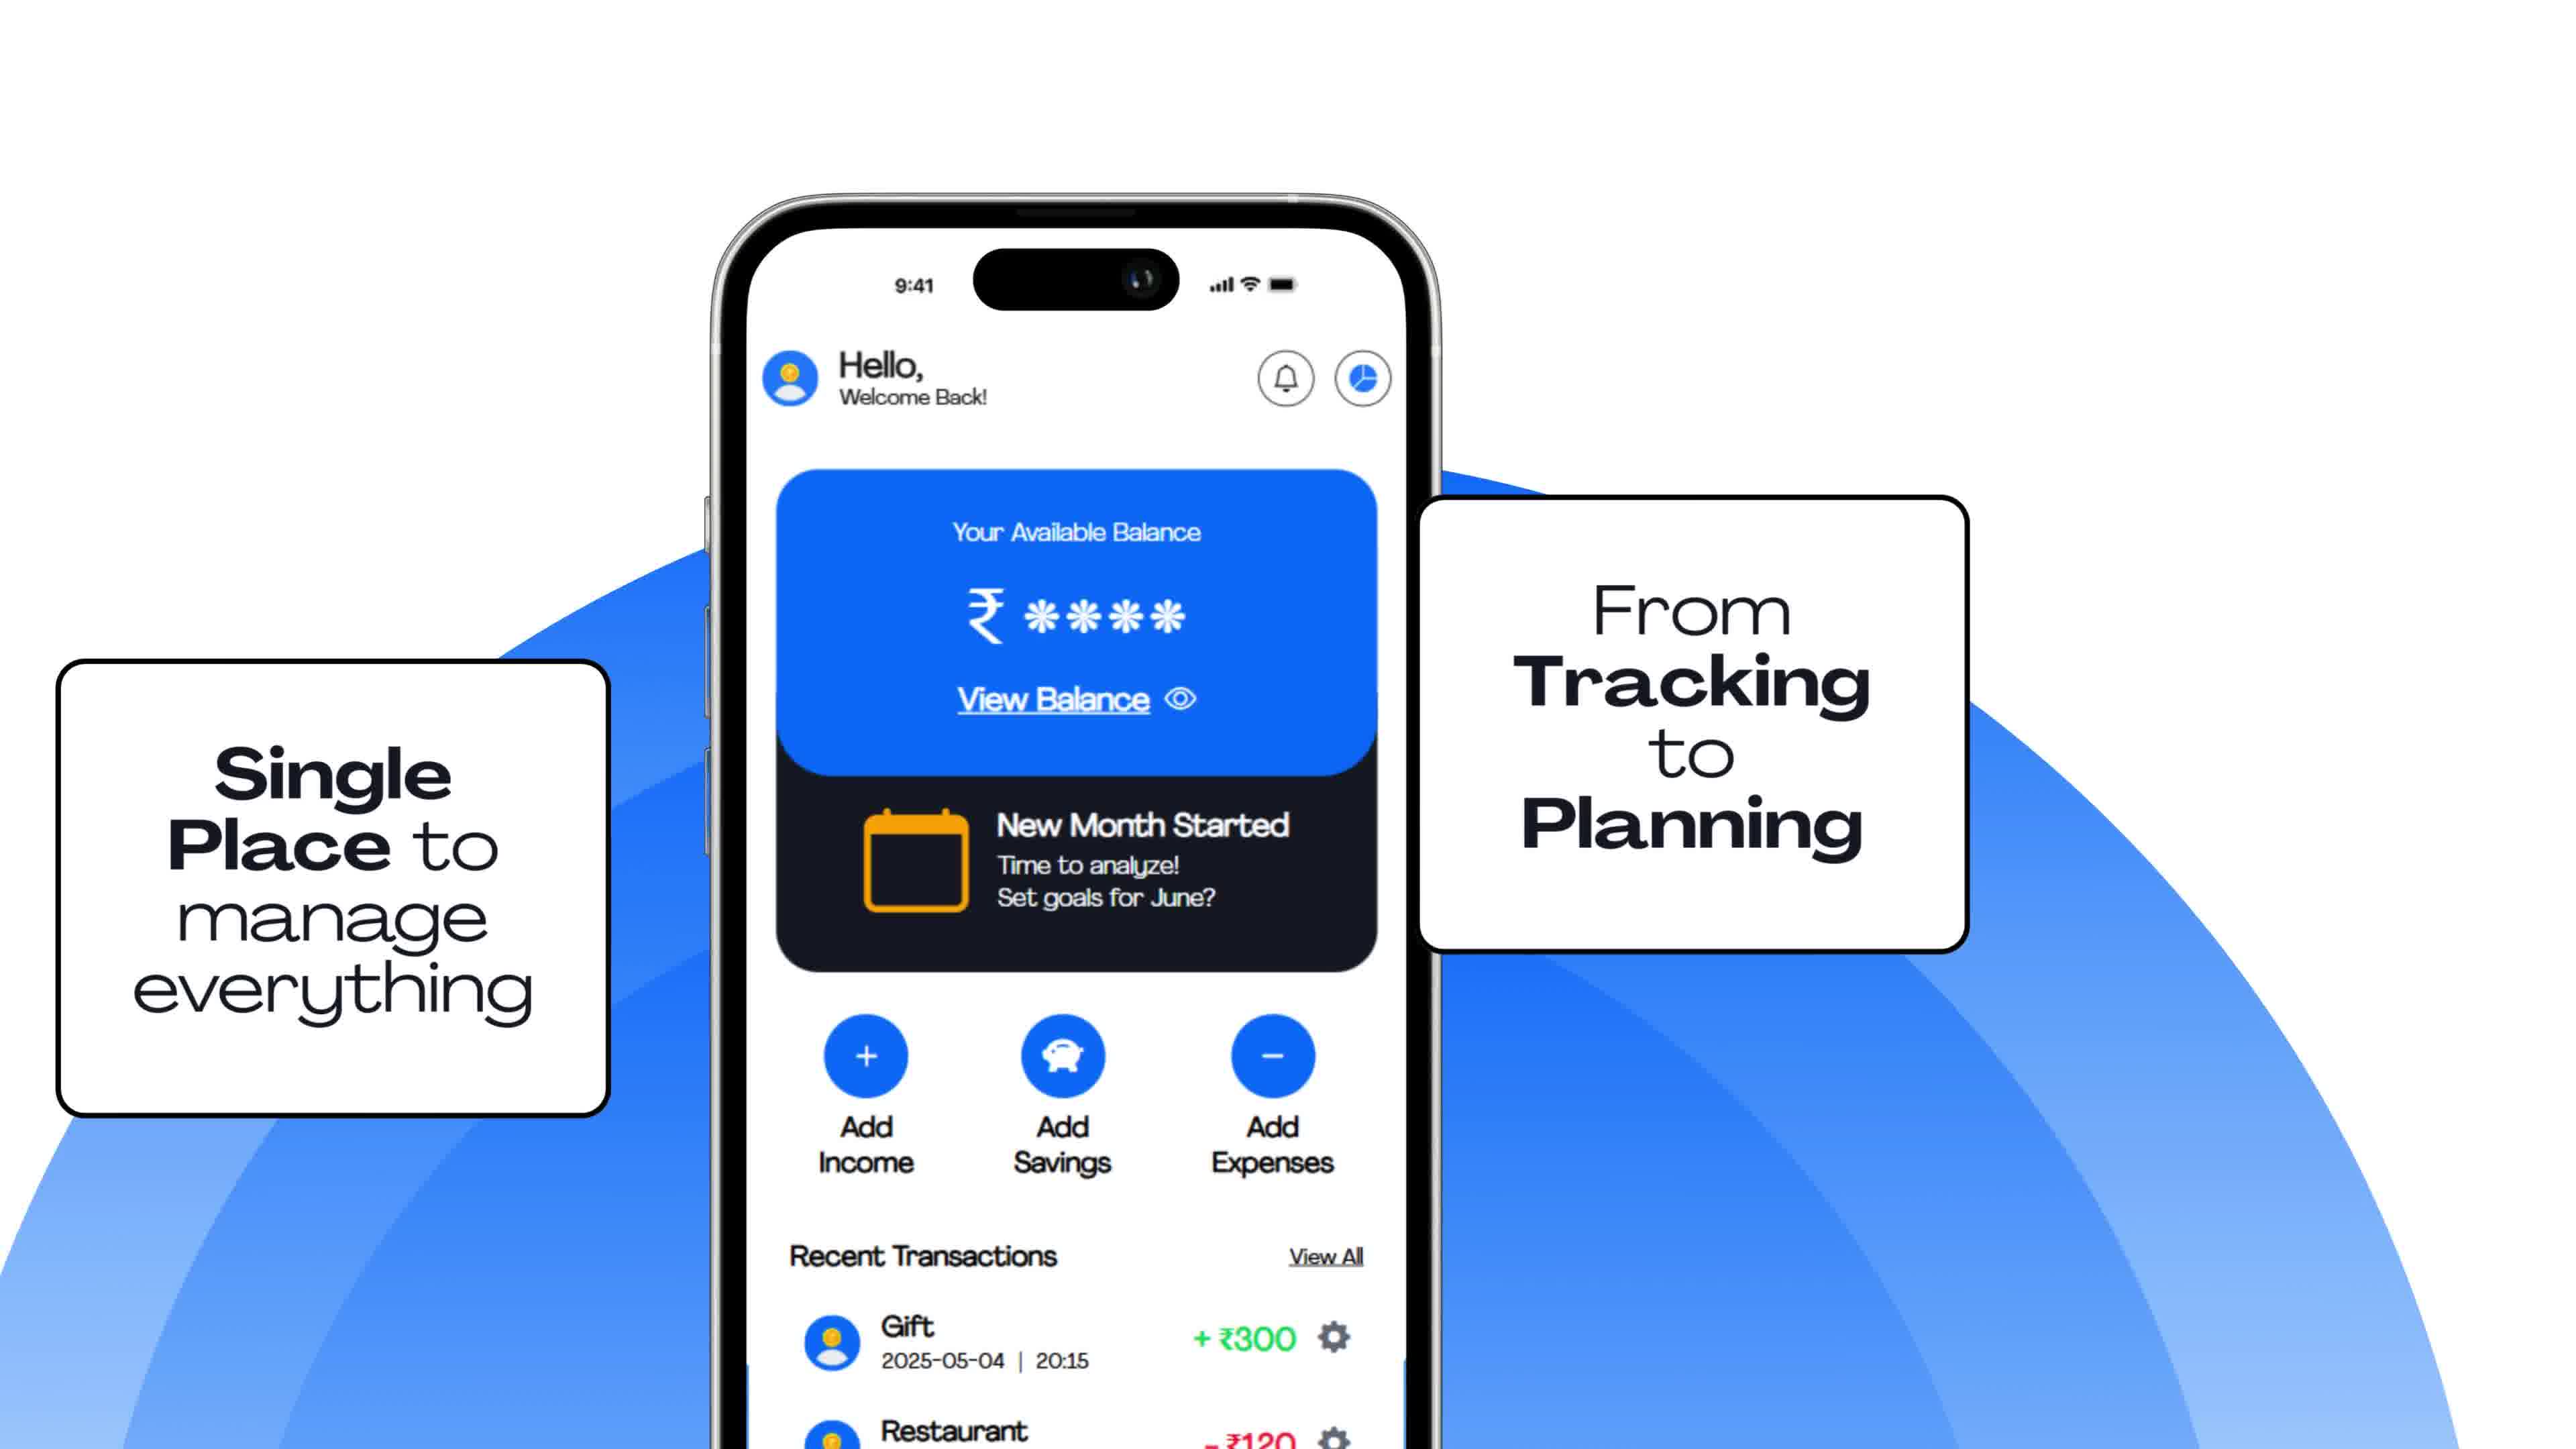 9:41
Hello,
Welcome Back!
Your Available Balance
₹ ****
View Balance
New Month Started
Time to analyze!
Set goals for June?
Add
Income
Add
Savings
Add
Expenses
Recent Transactions
View All
Gift
2025-05-04 | 20:15
+ ₹300
Restaurant
- ₹120
Single
Place to
manage
everything
From
Tracking
to
Planning